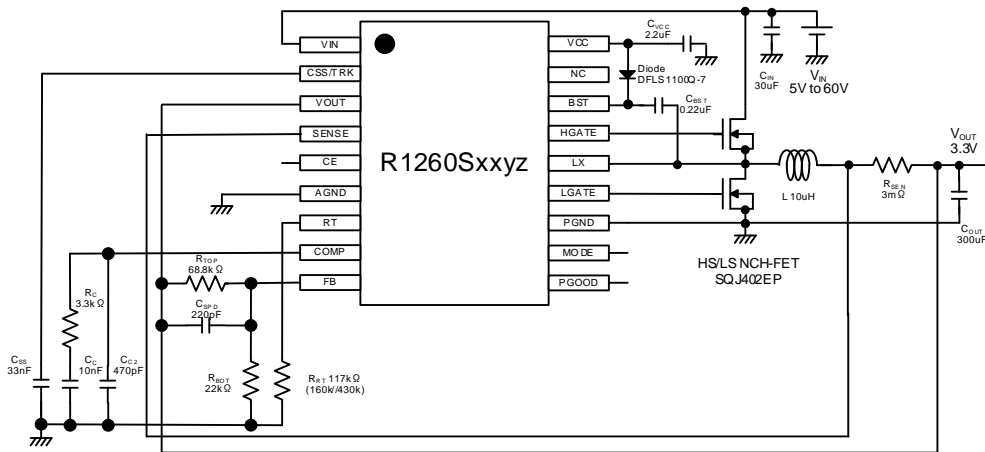 VIN
CSS/TRK
VOUT
SENSE
CE
AGND
RT
COMP
FB
R1260Sxxyz
VCC
NC
BST
HGATE
LX
LGATE
PGND
MODE
PGOOD
CVCC
2.2uF
Diode
DFLS1100Q-7
CBST
0.22uF
CIN
30uF
VIN
5V to 60V
VOUT
3.3V
L 10uH
RSEN
3mΩ
COUT
300uF
HS/LS NCH-FET
SQJ402EP
RTOP
68.8kΩ
CSPD
220pF
RC
3.3kΩ
CSS
33nF
CC
10nF
CC2
470pF
RBOT
22kΩ
RRT 117kΩ
(160k//430k)